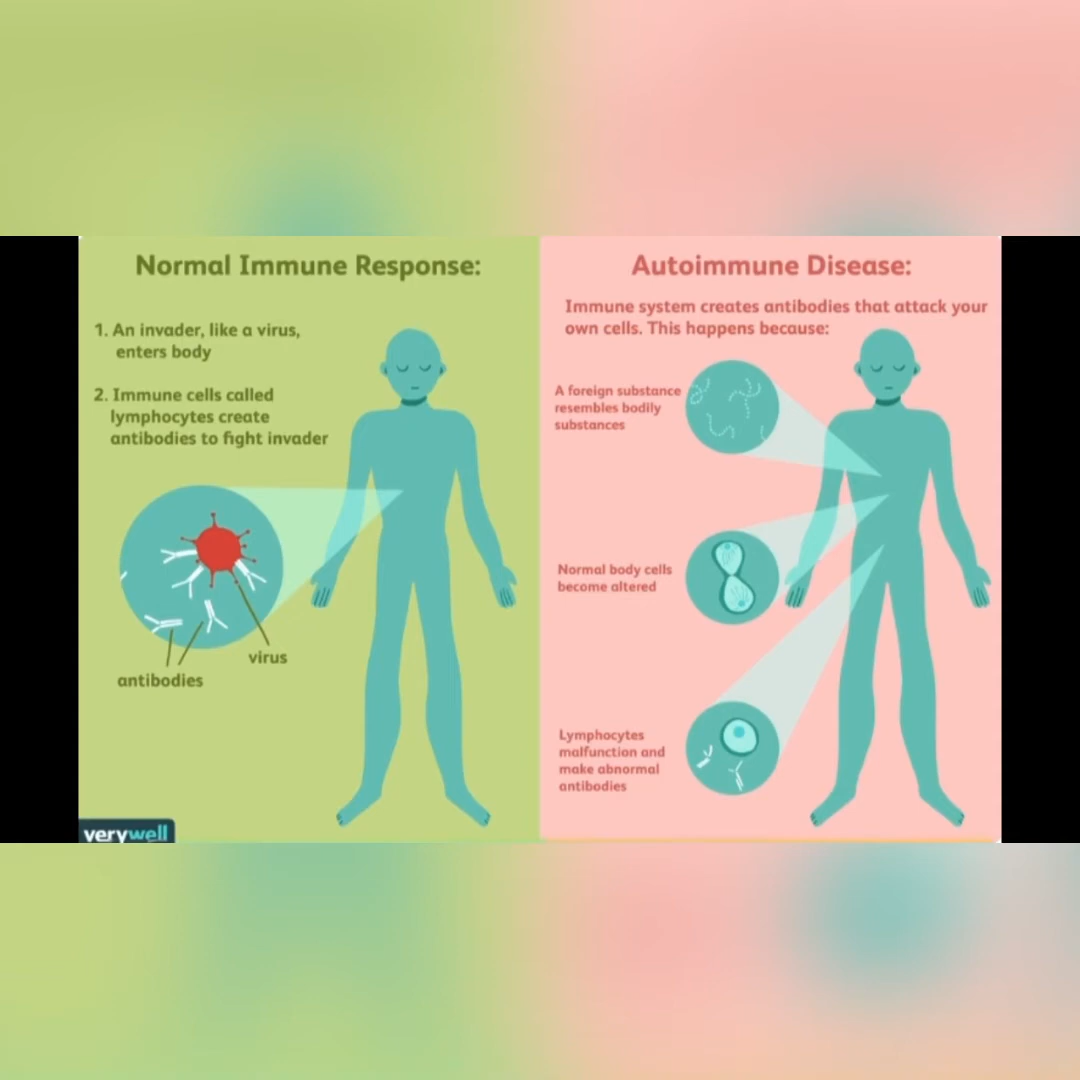 Normal Immune Response:
1. An invader, like a virus,
enters body
2. Immune cells called
lymphocytes create
antibodies to fight invader
virus
antibodies
verywell
Autoimmune Disease:
Immune system creates antibodies that attack your
own cells. This happens because:
A foreign substance
resembles bodily
substances
Normal body cells
become altered
Lymphocytes
malfunction and
make abnormal
antibodies